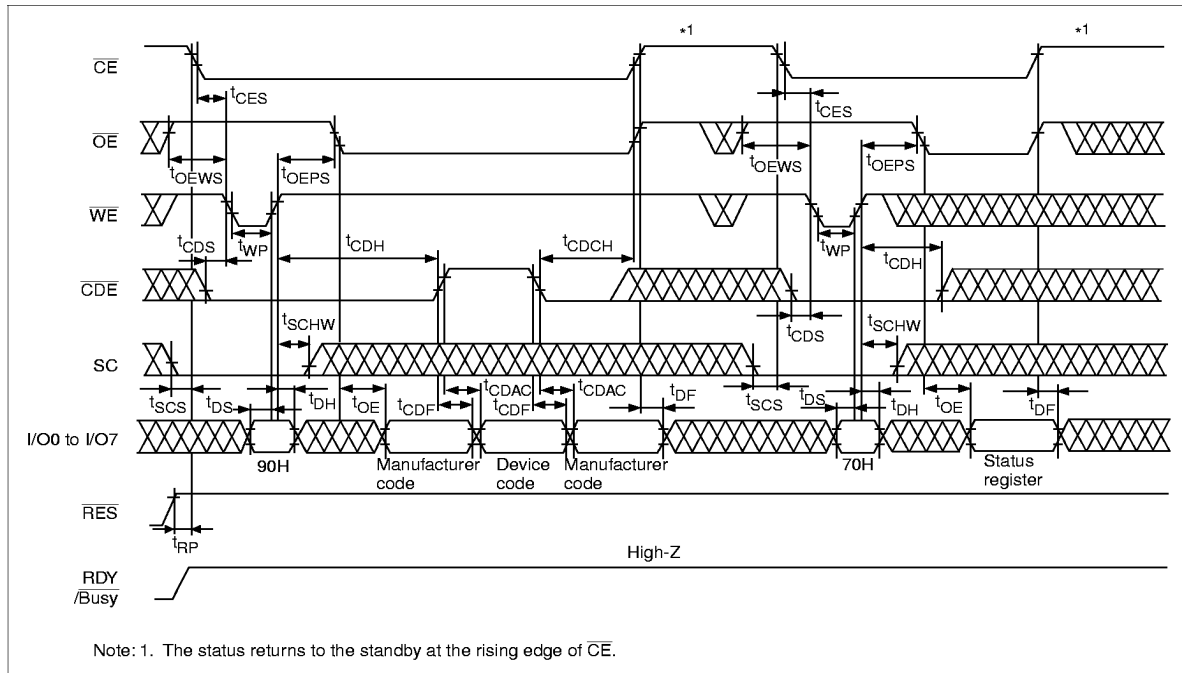 *1 *1
CE
tCES tCES
OE
tOEWS tOEPS tOEWS tOEPS
WE
tCDS tWP tCDH tCDCH tWP tCDH
CDE
tSCHW tCDS tSCHW
SC
tSCS tDS tDH tOE tCDAC tCDF tCDF tCDAC tDF tSCS tDS tDH tOE tDF
I/O0 to I/O7
90H Manufacturer code Device code Manufacturer code 70H Status register
RES
tRP
High-Z
RDY
/Busy
Note: 1. The status returns to the standby at the rising edge of CE.